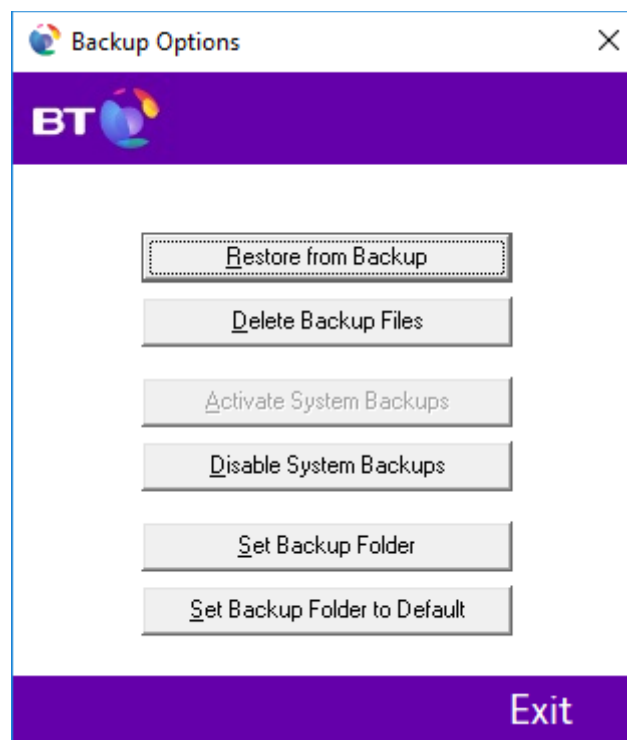 Backup Options
BT
Restore from Backup
Delete Backup Files
Activate System Backups
Disable System Backups
Set Backup Folder
Set Backup Folder to Default
Exit